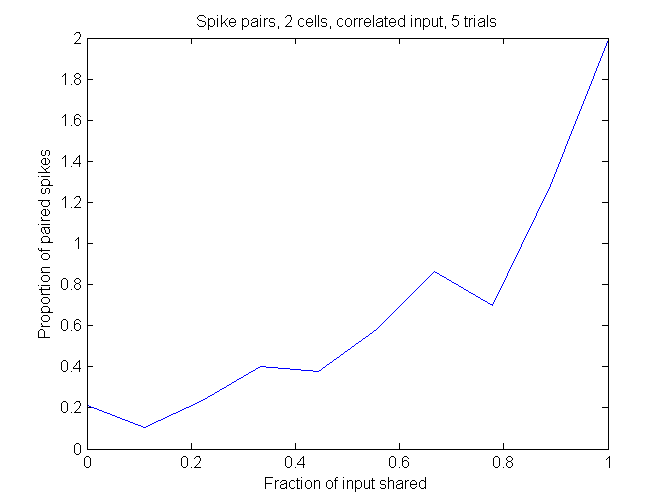 Spike pairs, 2 cells, correlated input, 5 trials
2
1.8
1.6
1.4
1.2
1
0.8
0.6
0.4
0.2
0
Proportion of paired spikes
0 0.2 0.4 0.6 0.8 1
Fraction of input shared